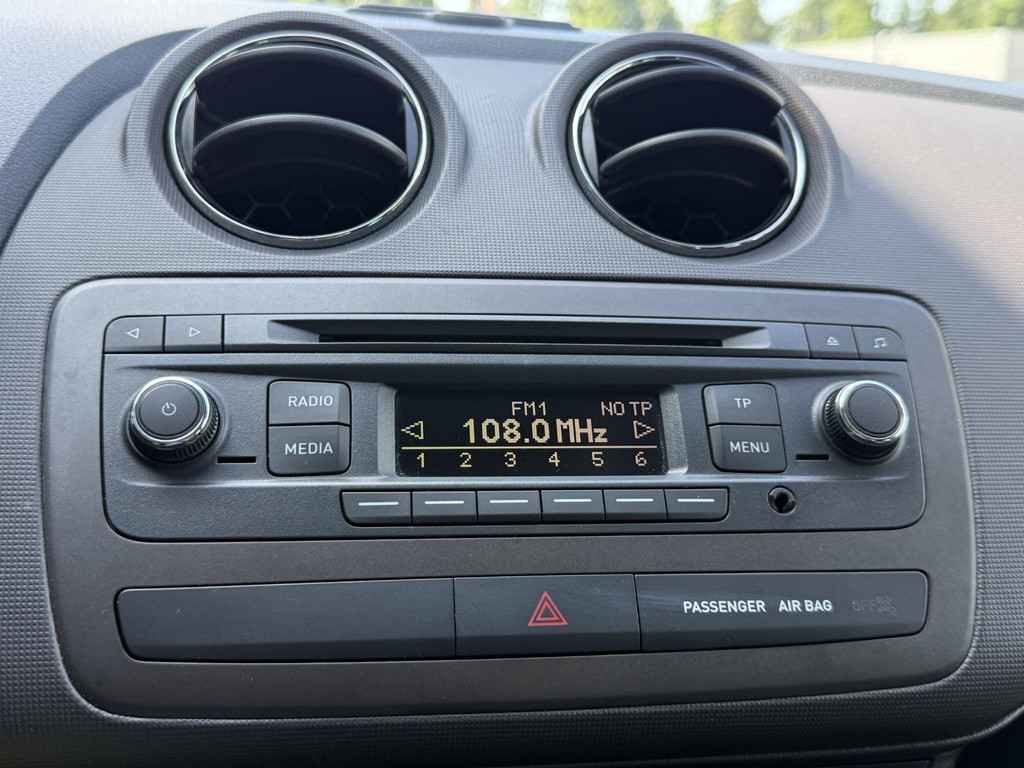 RADIO
MEDIA
FM1 NO TP
108.0 MHz
1 2 3 4 5 6
TP
MENU
PASSENGER AIR BAG OFF